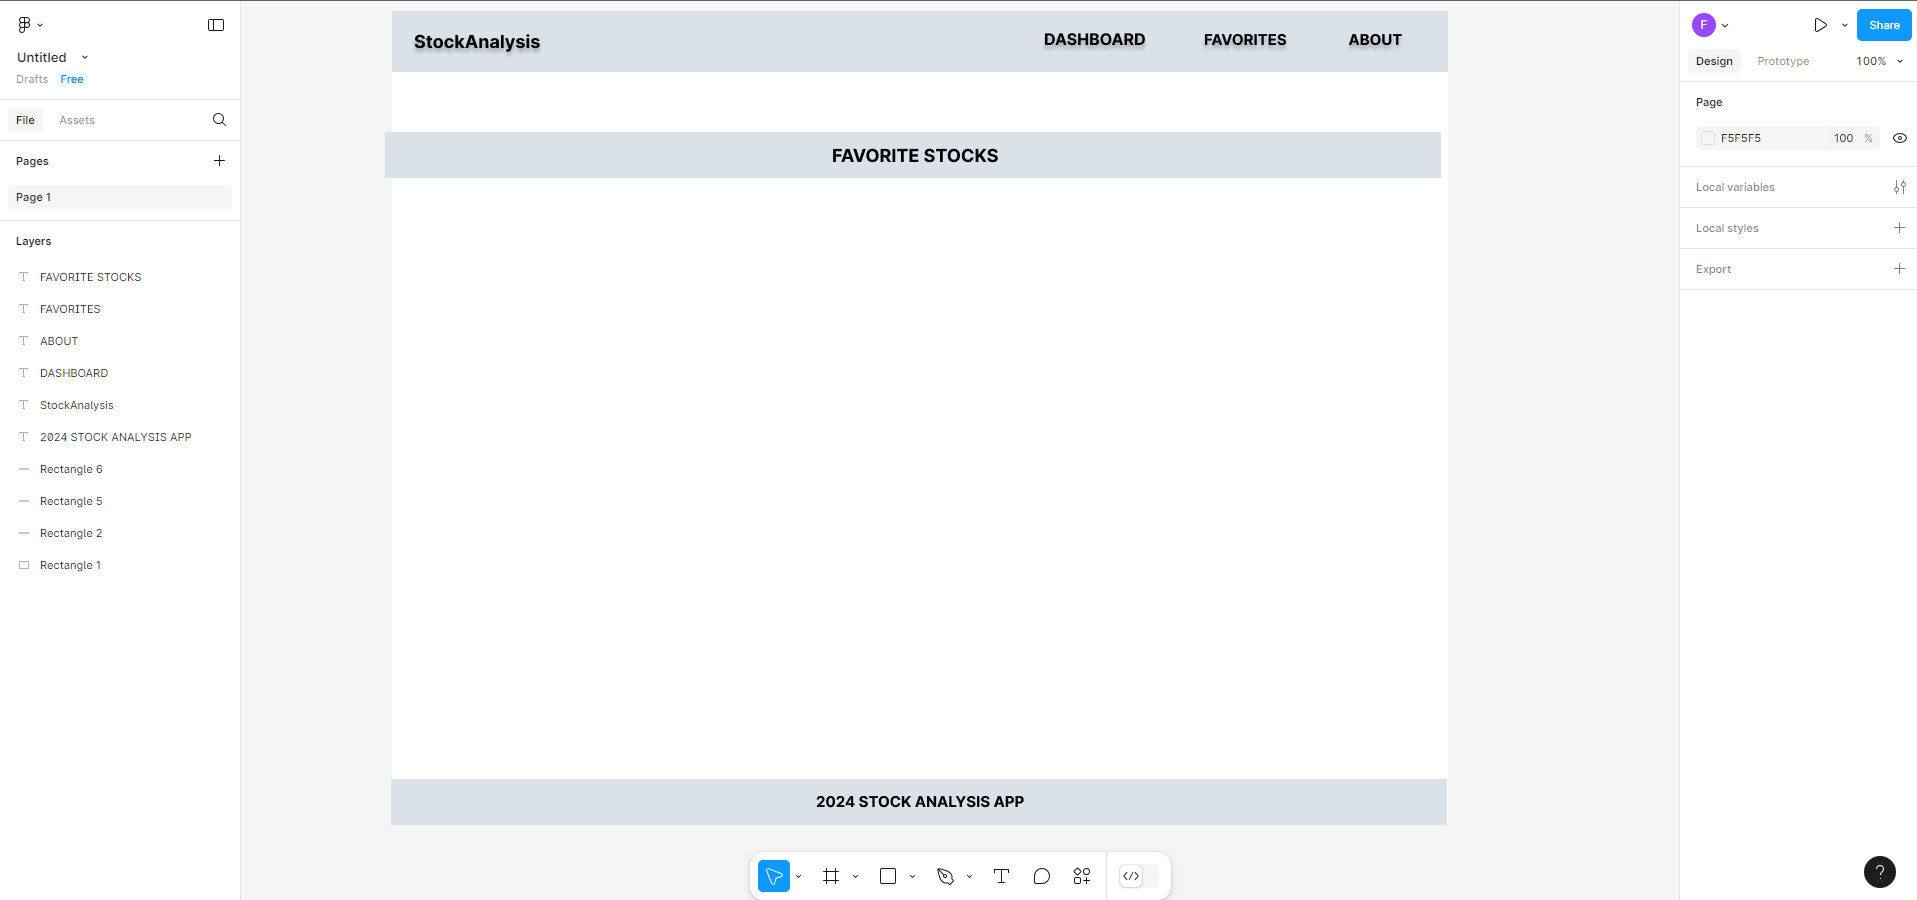 Untitled
Drafts Free
File Assets
Pages
Page 1
Layers
FAVORITE STOCKS
FAVORITES
ABOUT
DASHBOARD
StockAnalysis
2024 STOCK ANALYSIS APP
Rectangle 6
Rectangle 5
Rectangle 2
Rectangle 1
StockAnalysis DASHBOARD FAVORITES ABOUT
FAVORITE STOCKS
2024 STOCK ANALYSIS APP
F Share
Design Prototype 100%
Page
F5F5F5 100 %
Local variables
Local styles
Export
?